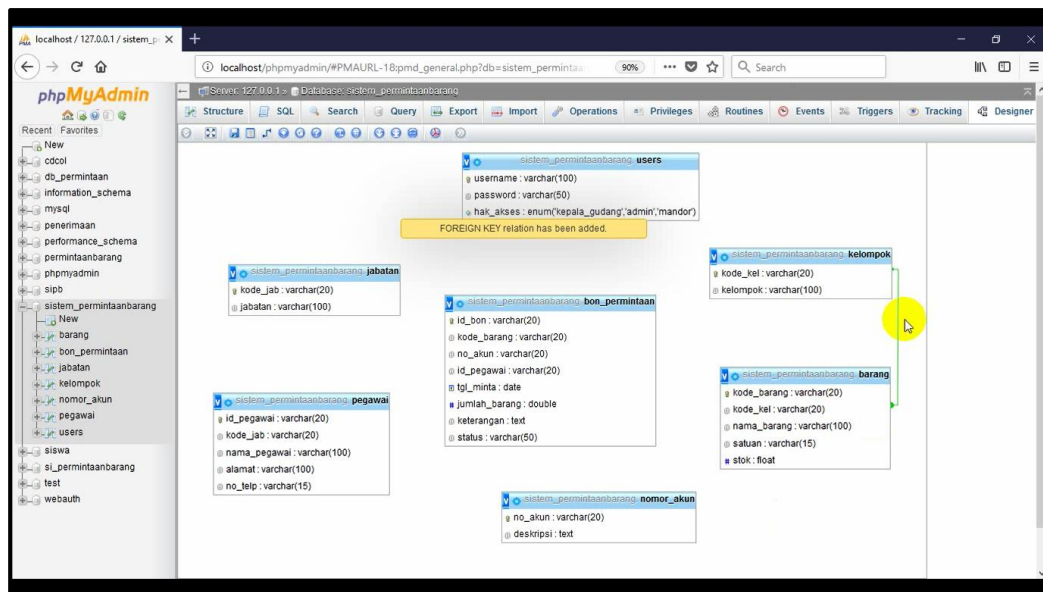 localhost / 127.0.0.1 / sistem_p
localhost/phpmyadmin/#PMAURL-18:pmd_general.php?db=sistem_permintaa
90%
Search
phpMyAdmin
Recent Favorites
New
cdcol
db_permintaan
information_schema
mysql
penerimaan
performance_schema
permintaanbarang
phpmyadmin
sipb
sistem_permintaanbarang
New
barang
bon_permintaan
jabatan
kelompok
nomor_akun
pegawai
users
siswa
si_permintaanbarang
test
webauth
Server: 127.0.0.1 » Database: sistem_permintaanbarang
Structure SQL Search Query Export Import Operations Privileges Routines Events Triggers Tracking Designer
sistem_permintaanbarang users
username : varchar(100)
password : varchar(50)
hak_akses : enum('kepala_gudang','admin','mandor')
FOREIGN KEY relation has been added.
sistem_permintaanbarang kelompok
kode_kel : varchar(20)
kelompok : varchar(100)
sistem_permintaanbarang jabatan
kode_jab : varchar(20)
jabatan : varchar(100)
sistem_permintaanbarang bon_permintaan
id_bon : varchar(20)
kode_barang : varchar(20)
no_akun : varchar(20)
id_pegawai : varchar(20)
tgl_minta : date
jumlah_barang : double
keterangan : text
status : varchar(50)
sistem_permintaanbarang barang
kode_barang : varchar(20)
kode_kel : varchar(20)
nama_barang : varchar(100)
satuan : varchar(15)
stok : float
sistem_permintaanbarang pegawai
id_pegawai : varchar(20)
kode_jab : varchar(20)
nama_pegawai : varchar(100)
alamat : varchar(100)
no_telp : varchar(15)
sistem_permintaanbarang nomor_akun
no_akun : varchar(20)
deskripsi : text